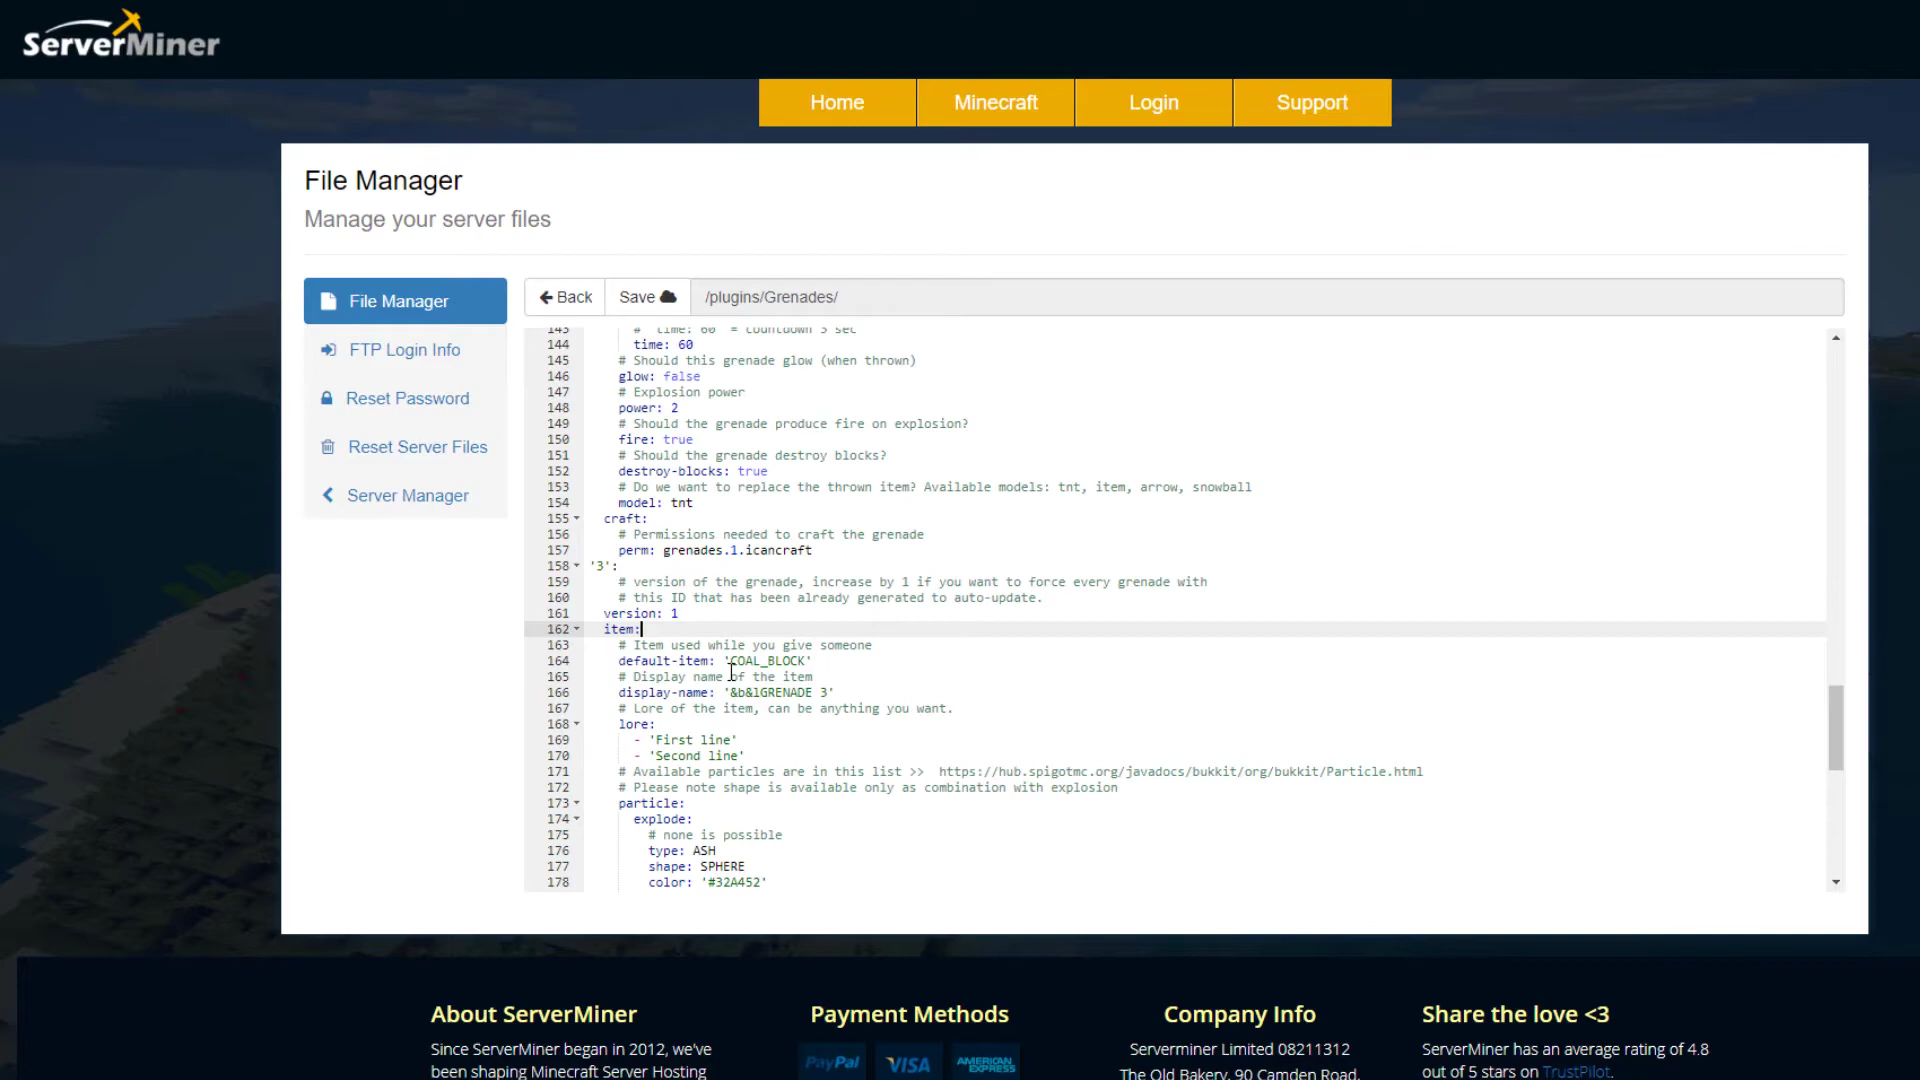 ServerMiner
Home
Minecraft
Login
Support
File Manager
Manage your server files
File Manager
FTP Login Info
Reset Password
Reset Server Files
Server Manager
Back
Save
/plugins/Grenades/
143 # time: 60 = countdown 3 sec
144 time: 60
145 # Should this grenade glow (when thrown)
146 glow: false
147 # Explosion power
148 power: 2
149 # Should the grenade produce fire on explosion?
150 fire: true
151 # Should the grenade destroy blocks?
152 destroy-blocks: true
153 # Do we want to replace the thrown item? Available models: tnt, item, arrow, snowball
154 model: tnt
155 craft:
156 # Permissions needed to craft the grenade
157 perm: grenades.1.icancraft
158 '3':
159 # version of the grenade, increase by 1 if you want to force every grenade with
160 # this ID that has been already generated to auto-update.
161 version: 1
162 item:
163 # Item used while you give someone
164 default-item: 'COAL_BLOCK'
165 # Display name of the item
166 display-name: '&b&lGRENADE 3'
167 # Lore of the item, can be anything you want.
168 lore:
169 - 'First line'
170 - 'Second line'
171 # Available particles are in this list >> https://hub.spigotmc.org/javadocs/bukkit/org/bukkit/Particle.html
172 # Please note shape is available only as combination with explosion
173 particle:
174 explode:
175 # none is possible
176 type: ASH
177 shape: SPHERE
178 color: '#32A452'
About ServerMiner
Since ServerMiner began in 2012, we've
been shaping Minecraft Server Hosting
Payment Methods
PayPal
VISA
AMERICAN EXPRESS
Company Info
Serverminer Limited 08211312
The Old Bakery, 90 Camden Road,
Share the love <3
ServerMiner has an average rating of 4.8
out of 5 stars on TrustPilot.